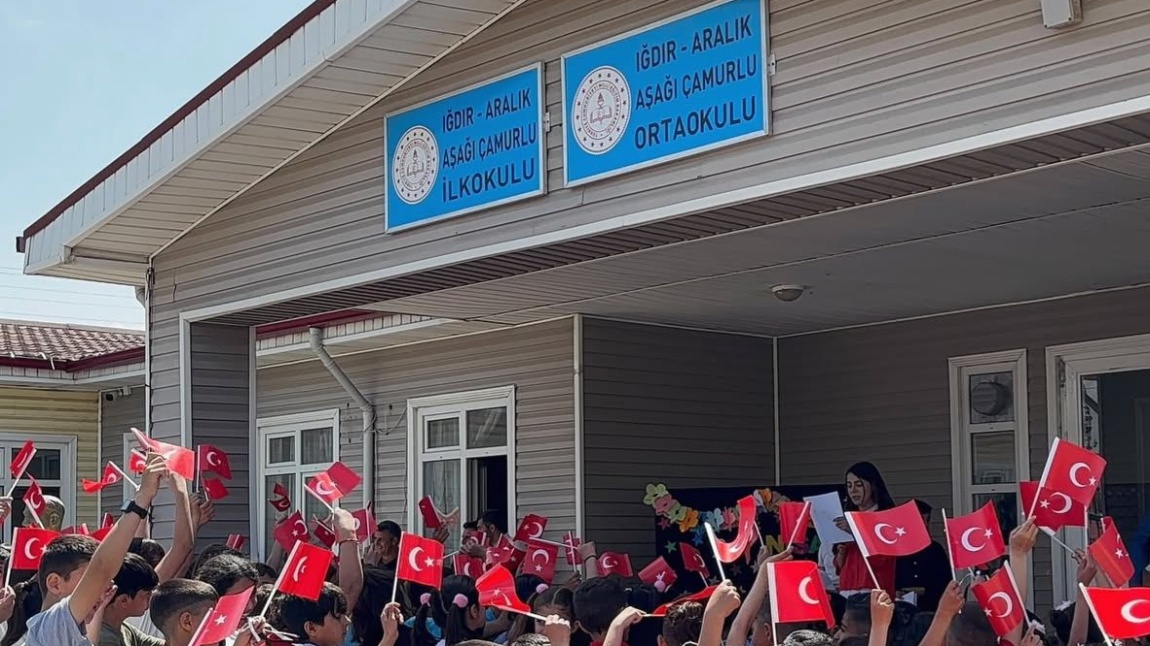 IĞDIR - ARALIK
AŞAĞI ÇAMURLU
İLKOKULU
IĞDIR - ARALIK
AŞAĞI ÇAMURLU
ORTAOKULU